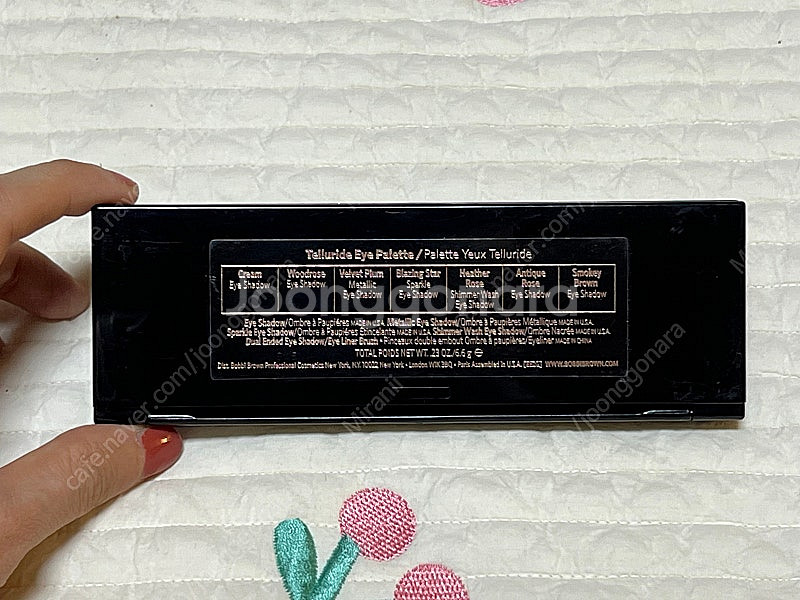 Telluride Eye Palette / Palette Yeux Telluride
Cream Eye Shadow
Woodrose Eye Shadow
Velvet Plum Metallic Eye Shadow
Blazing Star Sparkle Eye Shadow
Heather Rose Shimmer Wash Eye Shadow
Antique Rose Eye Shadow
Smokey Brown Eye Shadow
Eye Shadow/Ombre à Paupières MADE IN U.S.A. Metallic Eye Shadow/Ombre à Paupières Métallique MADE IN U.S.A.
Sparkle Eye Shadow/Ombre à Paupières Étincelante MADE IN U.S.A. Shimmer Wash Eye Shadow/Ombre Nacrée MADE IN U.S.A.
Dual Ended Eye Shadow/Eye Liner Brush • Pinceaux double embout Ombre à paupières/Eyeliner MADE IN CHINA
TOTAL POIDS NET WT. .23 OZ./6.6 g ℮
Dist. Bobbi Brown Professional Cosmetics New York, N.Y. 10022 New York • London W1K 3BQ • Paris Assembled in U.S.A. WWW.BOBBIBROWN.COM
Joonggonara
cafe.naver.com/joonggonara
Miranii